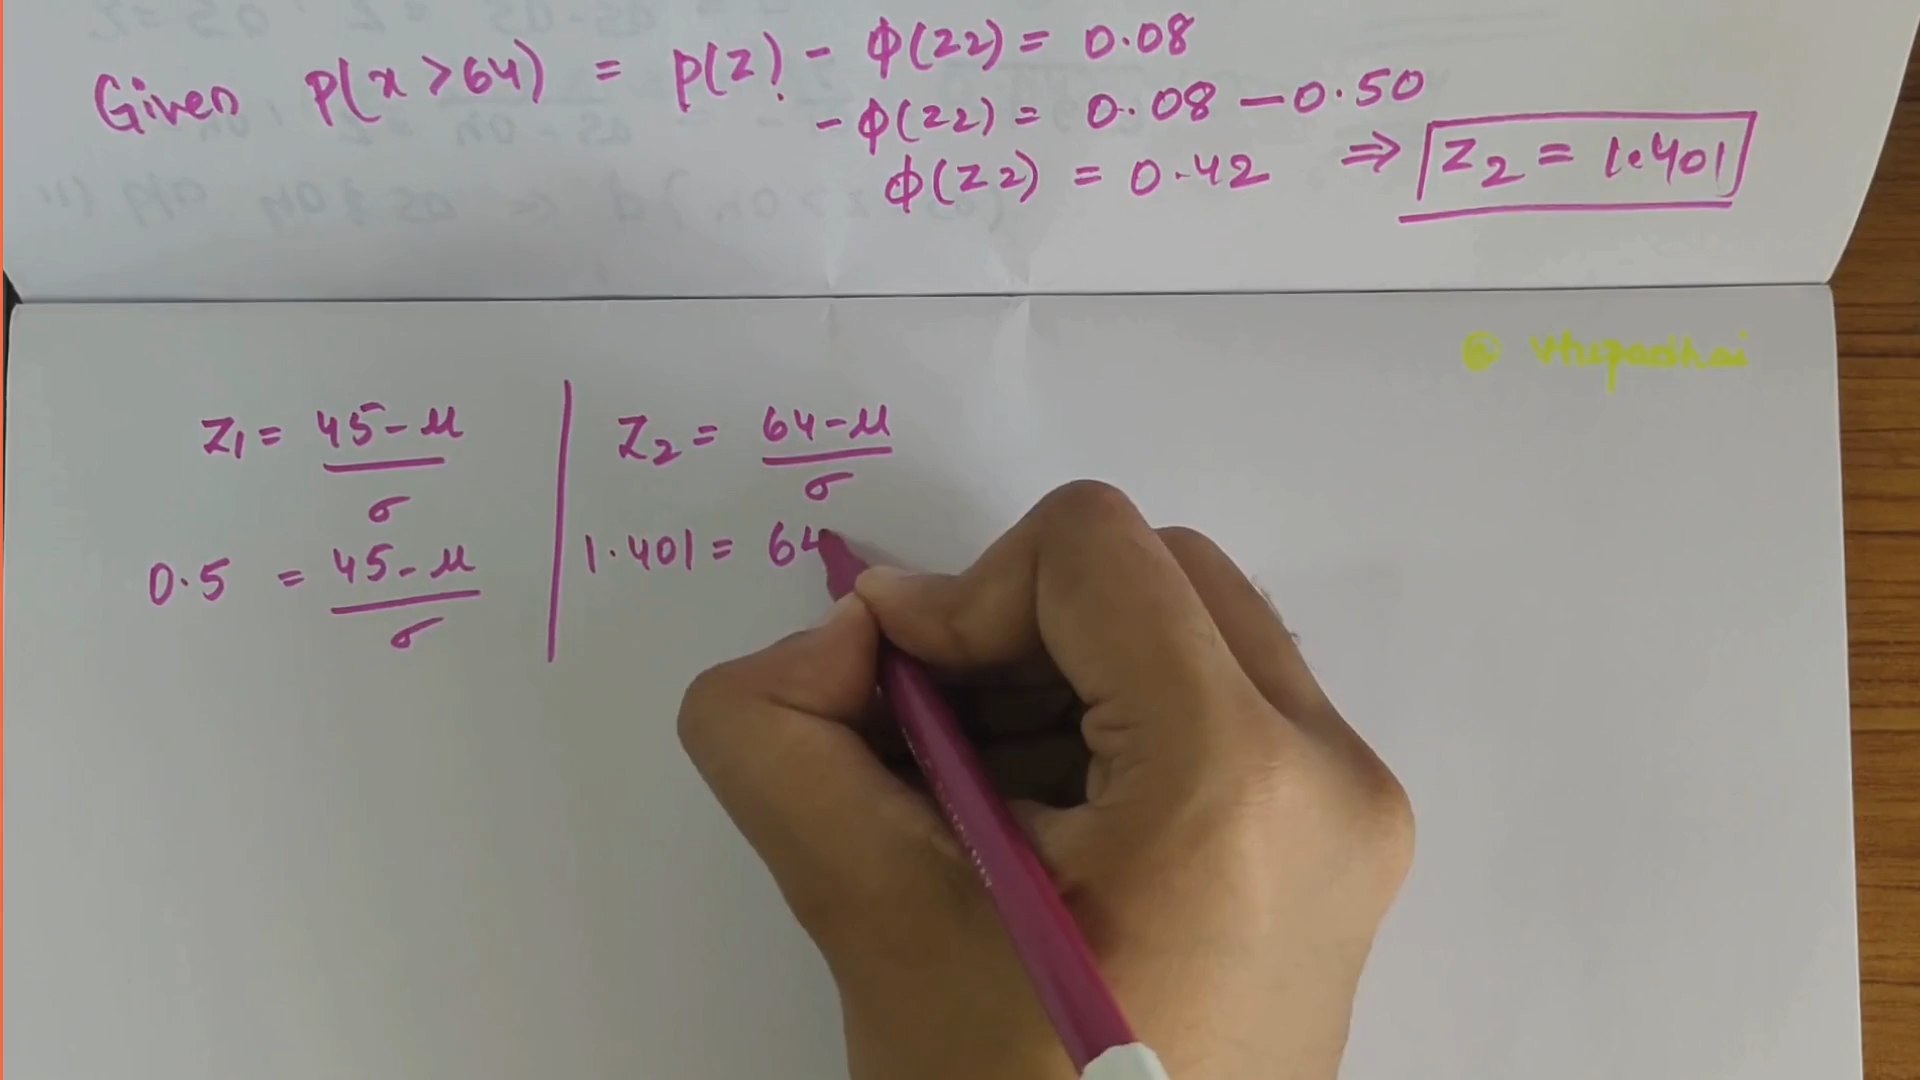 Given P(x>64) = P(z)
- ϕ(z2) = 0.08
- ϕ(z2) = 0.08 - 0.50
ϕ(z2) = 0.42 ⇒ z2 = 1.401
© vtupadhai
z1 = 45-μ / σ
z2 = 64-μ / σ
0.5 = 45-μ / σ
1.401 = 64